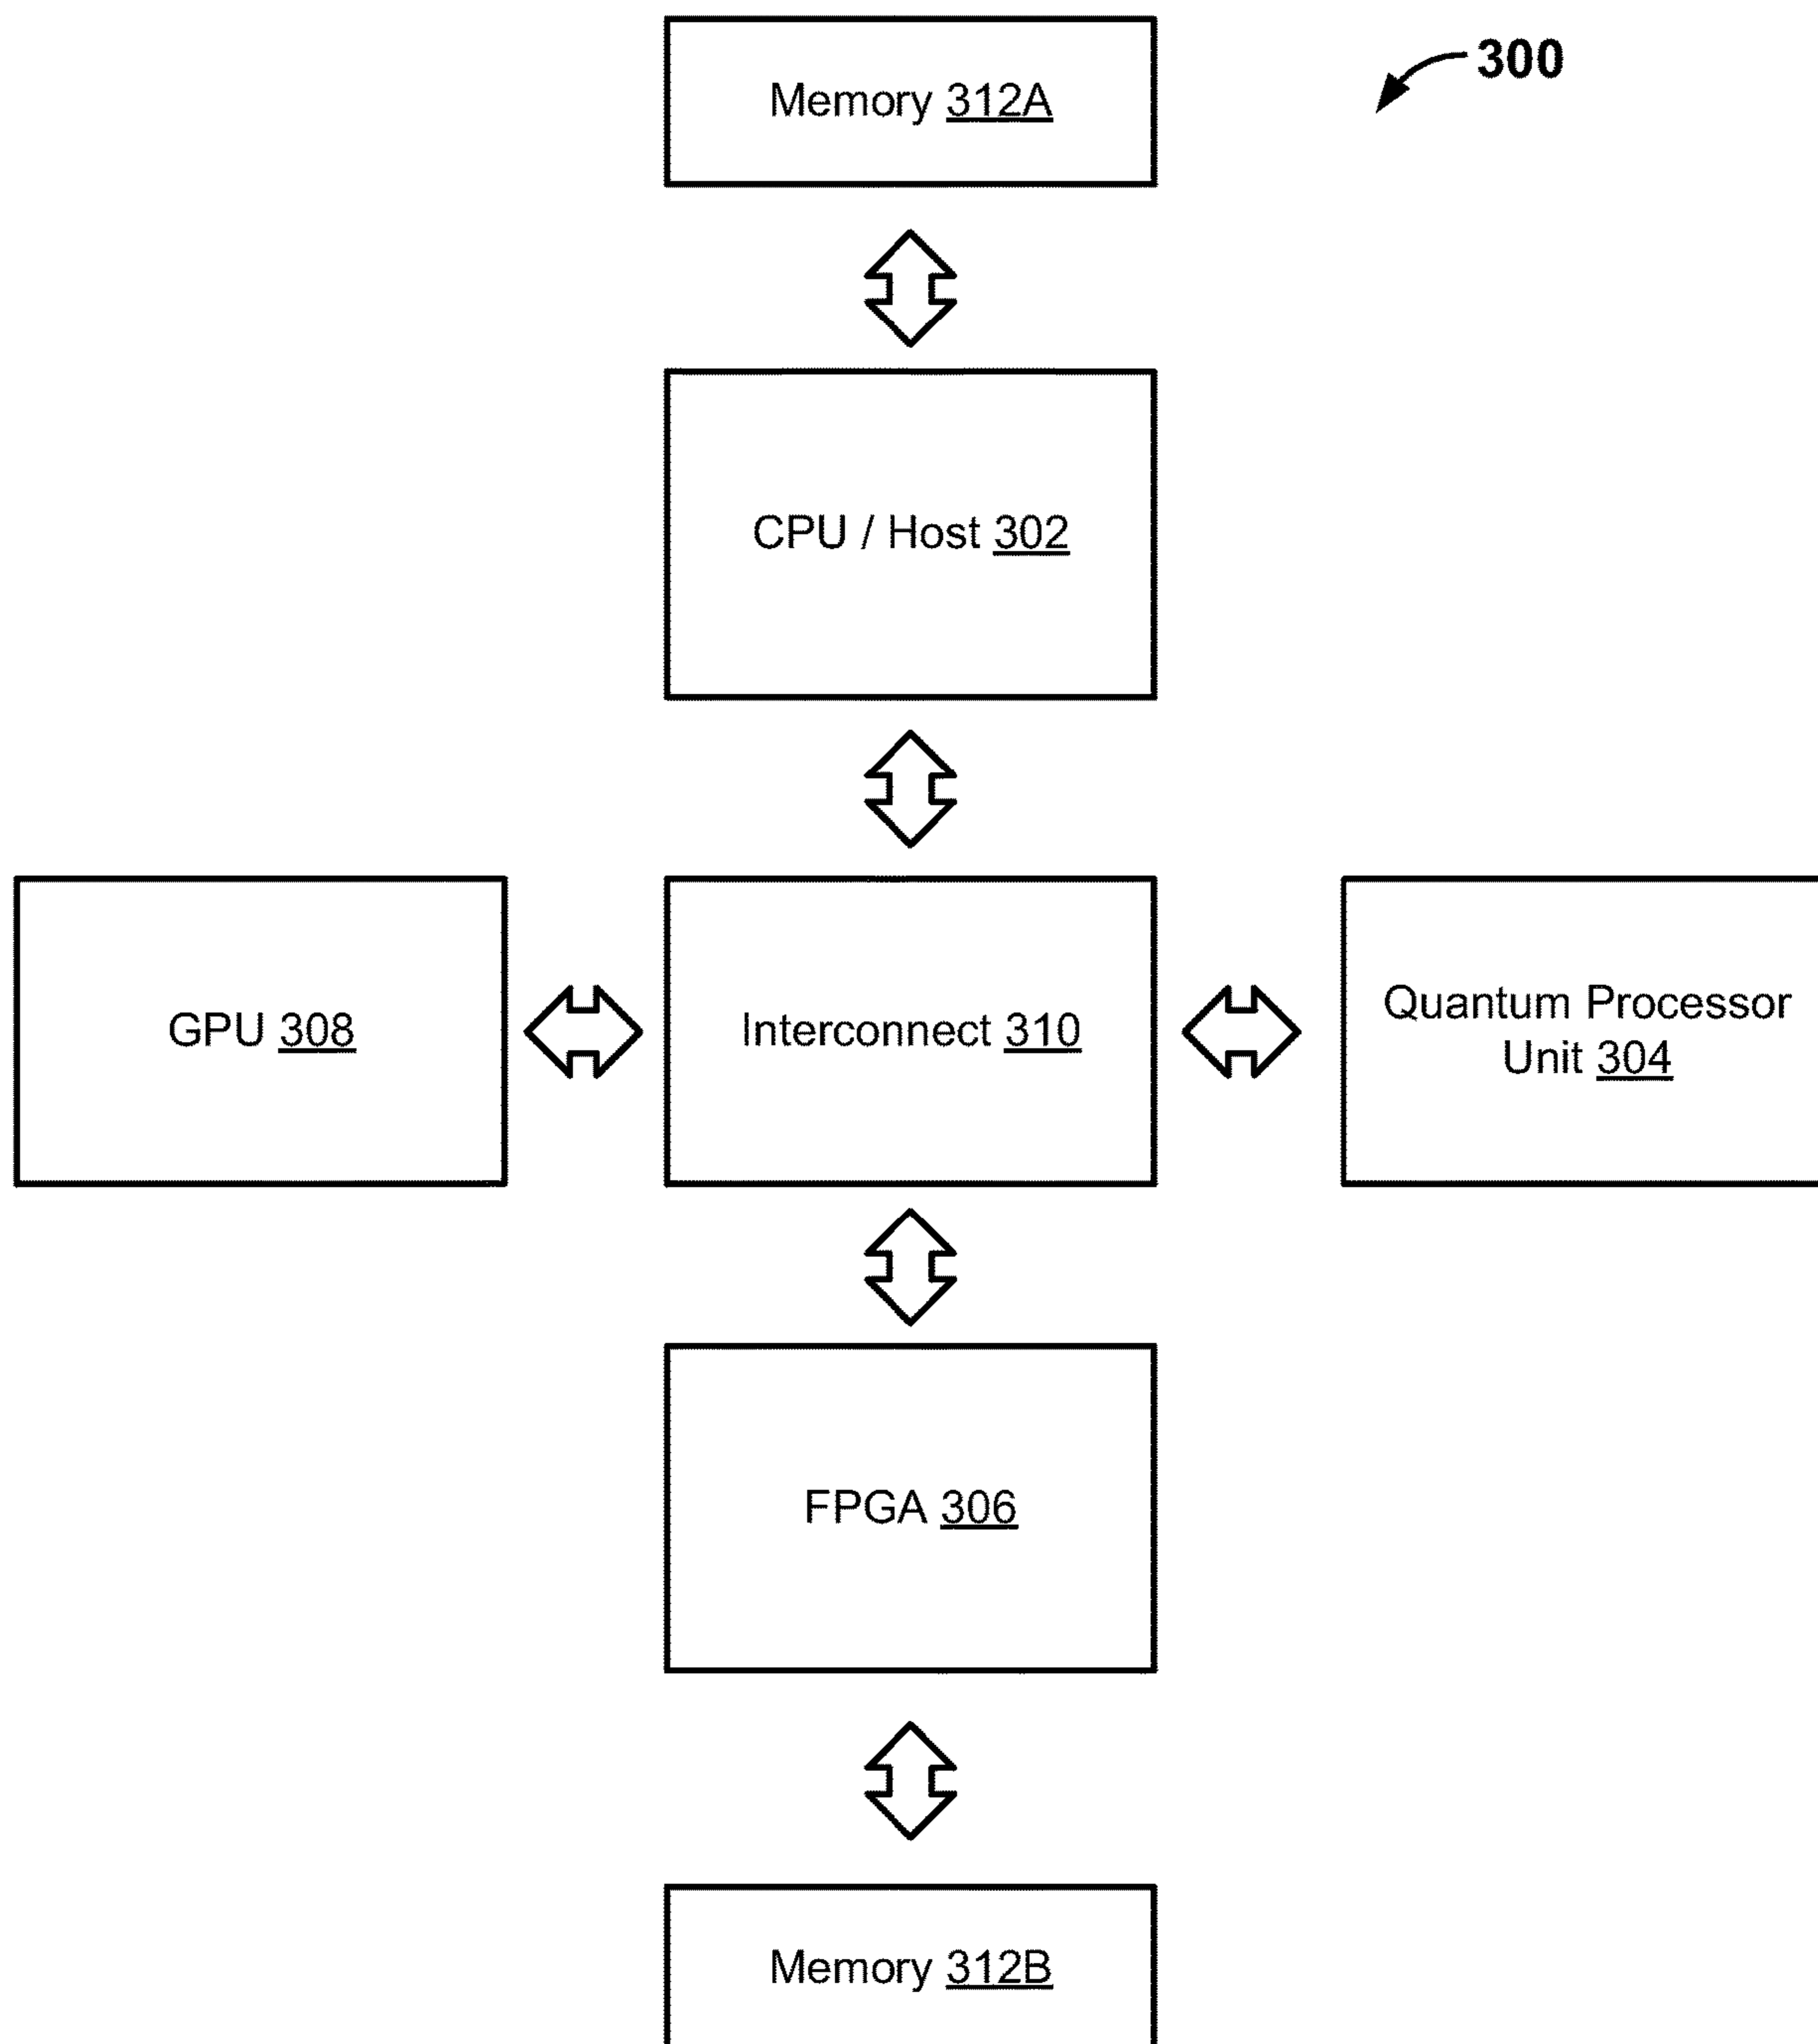 Memory 312A
300
CPU / Host 302
GPU 308
Interconnect 310
Quantum Processor
Unit 304
FPGA 306
Memory 312B